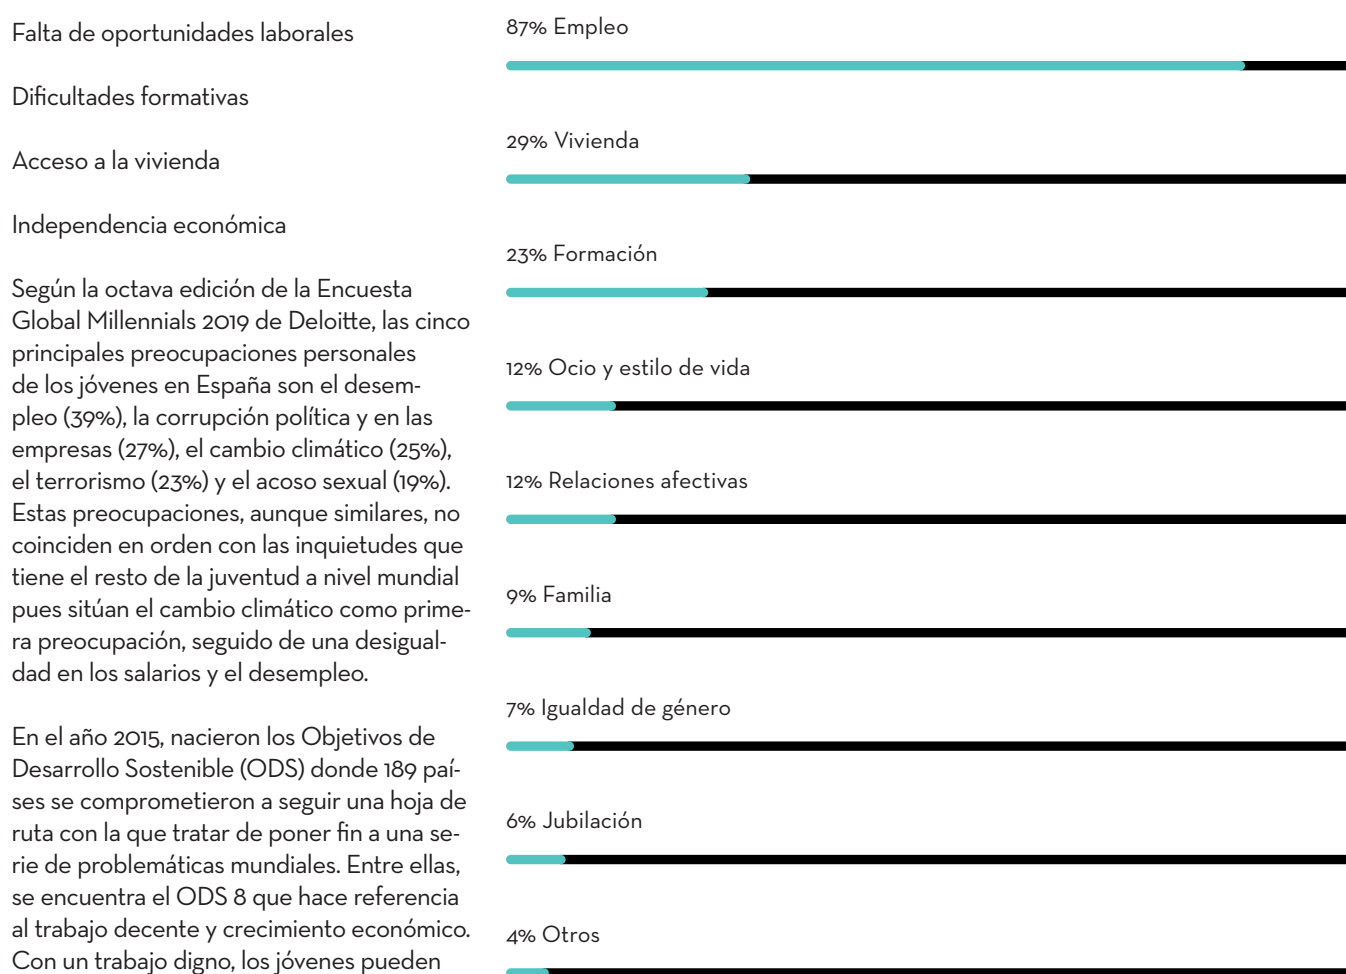 Falta de oportunidades laborales
Dificultades formativas
Acceso a la vivienda
Independencia económica
Según la octava edición de la Encuesta
Global Millennials 2019 de Deloitte, las cinco
principales preocupaciones personales
de los jóvenes en España son el desem-
pleo (39%), la corrupción política y en las
empresas (27%), el cambio climático (25%),
el terrorismo (23%) y el acoso sexual (19%).
Estas preocupaciones, aunque similares, no
coinciden en orden con las inquietudes que
tiene el resto de la juventud a nivel mundial
pues sitúan el cambio climático como prime-
ra preocupación, seguido de una desigual-
dad en los salarios y el desempleo.
En el año 2015, nacieron los Objetivos de
Desarrollo Sostenible (ODS) donde 189 paí-
ses se comprometieron a seguir una hoja de
ruta con la que tratar de poner fin a una se-
rie de problemáticas mundiales. Entre ellas,
se encuentra el ODS 8 que hace referencia
al trabajo decente y crecimiento económico.
Con un trabajo digno, los jóvenes pueden
87% Empleo
29% Vivienda
23% Formación
12% Ocio y estilo de vida
12% Relaciones afectivas
9% Familia
7% Igualdad de género
6% Jubilación
4% Otros